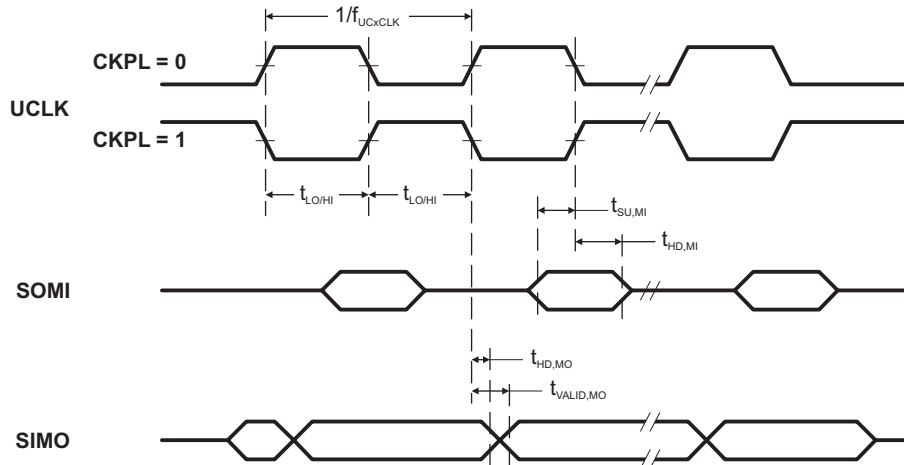 1/fUCxCLK
CKPL = 0
UCLK
CKPL = 1
tLO/HI tLO/HI
tSU,MI
tHD,MI
SOMI
tHD,MO
tVALID,MO
SIMO